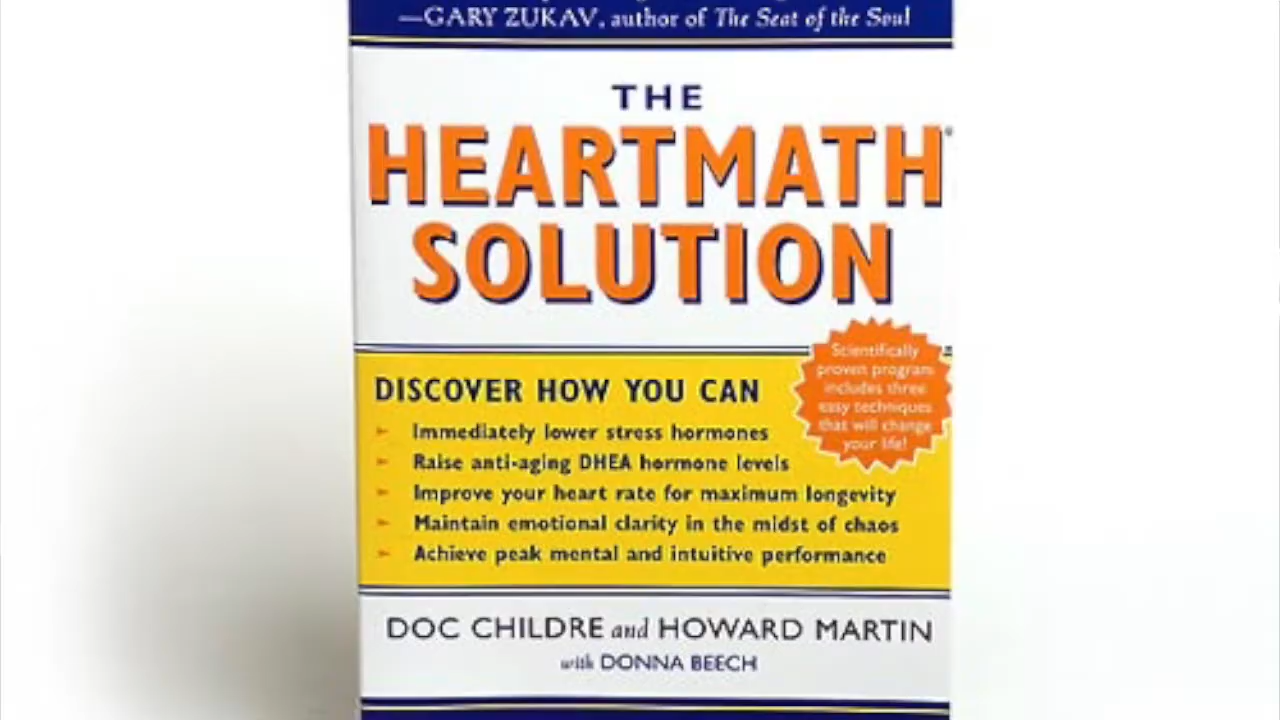 —GARY ZUKAV, author of The Seat of the Soul
THE
HEARTMATH®
SOLUTION
Scientifically
proven program
includes three
easy techniques
that will change
your life!
DISCOVER HOW YOU CAN
► Immediately lower stress hormones
► Raise anti-aging DHEA hormone levels
► Improve your heart rate for maximum longevity
► Maintain emotional clarity in the midst of chaos
► Achieve peak mental and intuitive performance
DOC CHILDRE and HOWARD MARTIN
with DONNA BEECH